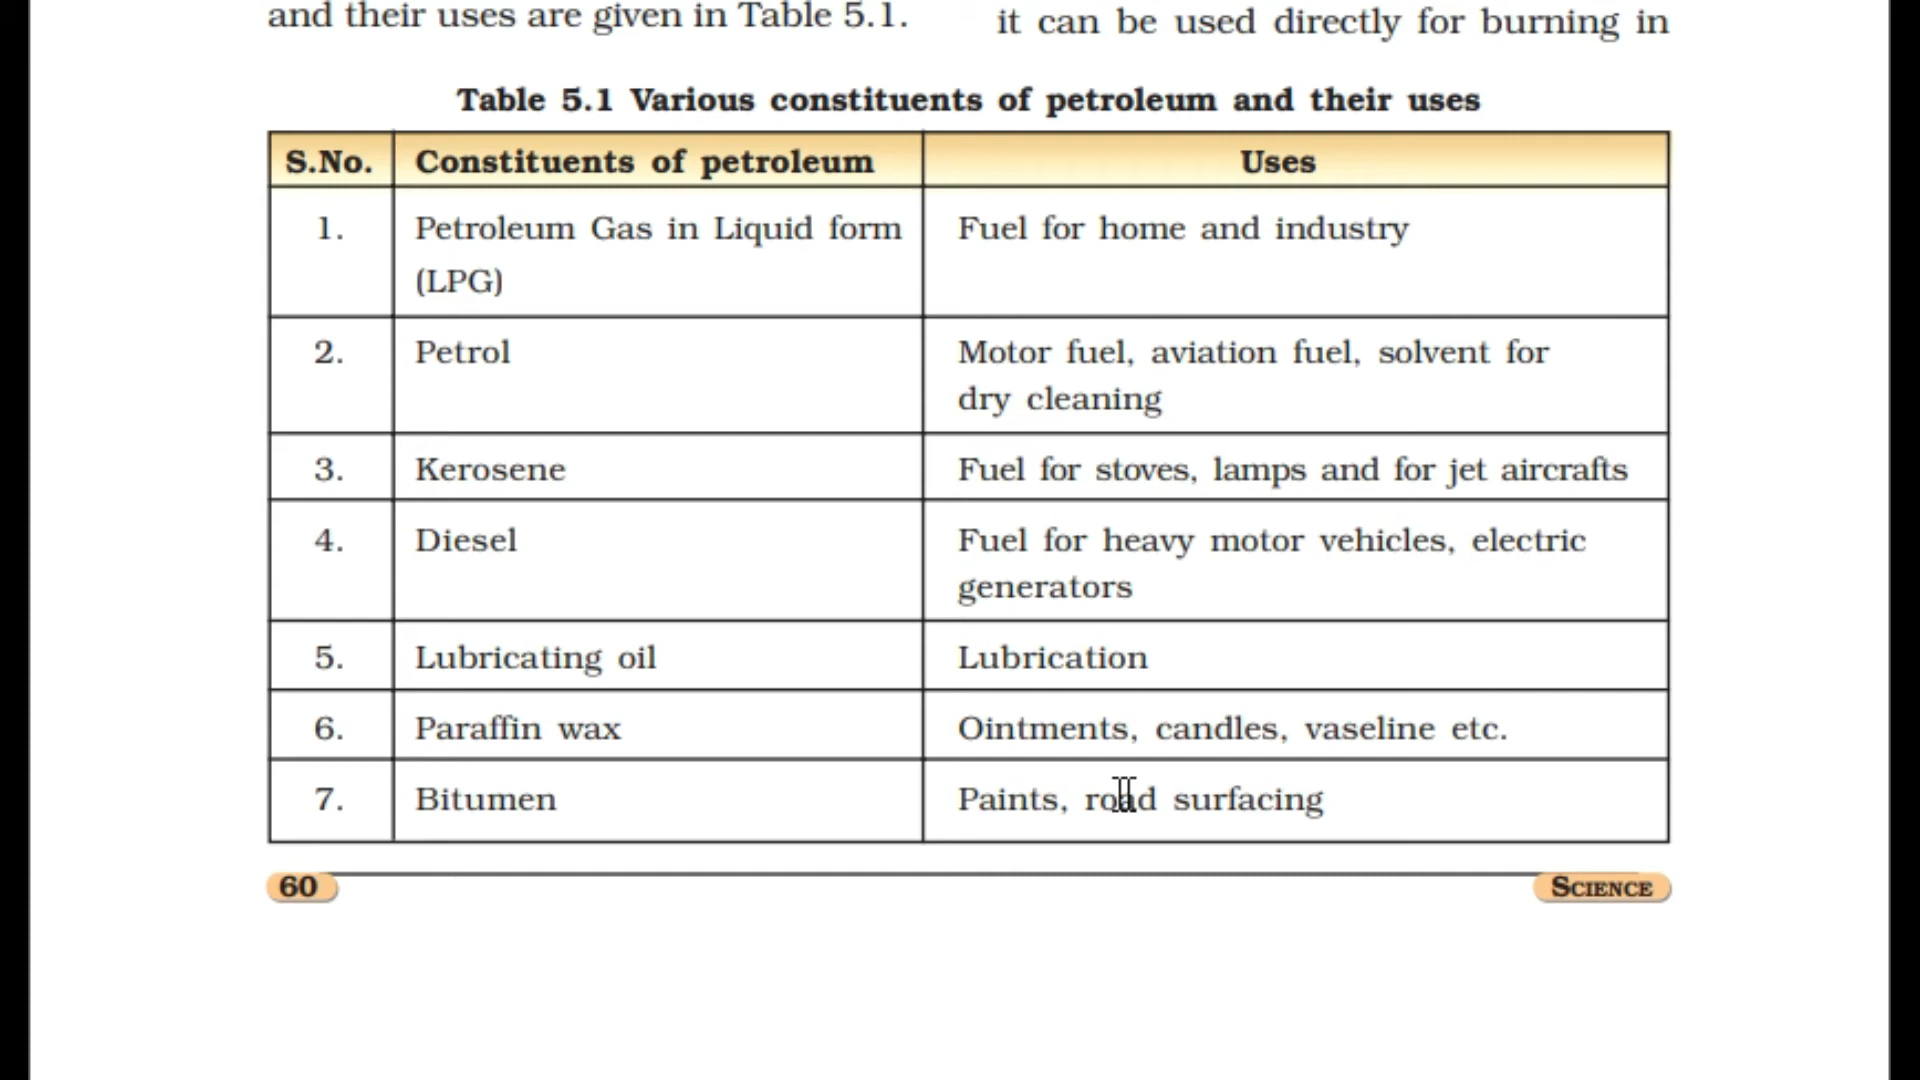 and their uses are given in Table 5.1.
it can be used directly for burning in
Table 5.1 Various constituents of petroleum and their uses
S.No. Constituents of petroleum Uses
1. Petroleum Gas in Liquid form Fuel for home and industry
(LPG)
2. Petrol Motor fuel, aviation fuel, solvent for
dry cleaning
3. Kerosene Fuel for stoves, lamps and for jet aircrafts
4. Diesel Fuel for heavy motor vehicles, electric
generators
5. Lubricating oil Lubrication
6. Paraffin wax Ointments, candles, vaseline etc.
7. Bitumen Paints, road surfacing
60 SCIENCE